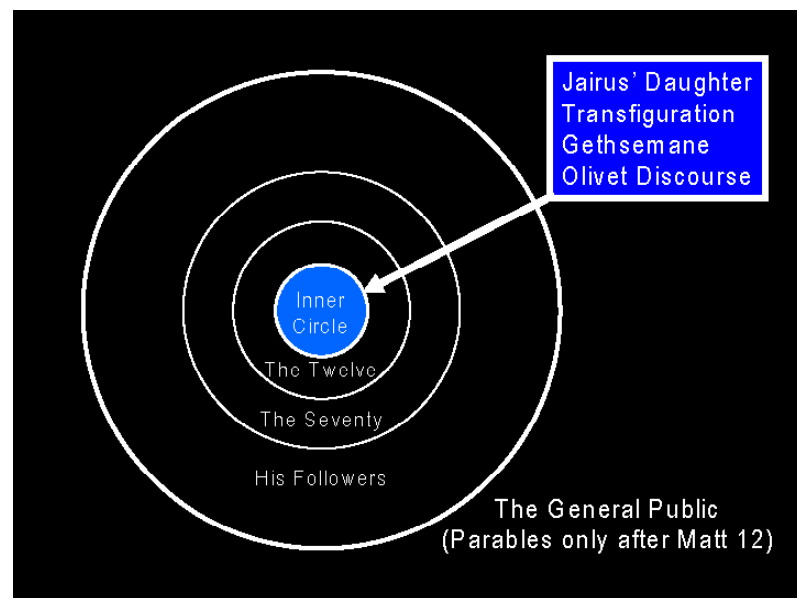 Jairus’ Daughter
Transfiguration
Gethsemane
Olivet Discourse
Inner
Circle
The Twelve
The Seventy
His Followers
The General Public
(Parables only after Matt 12)